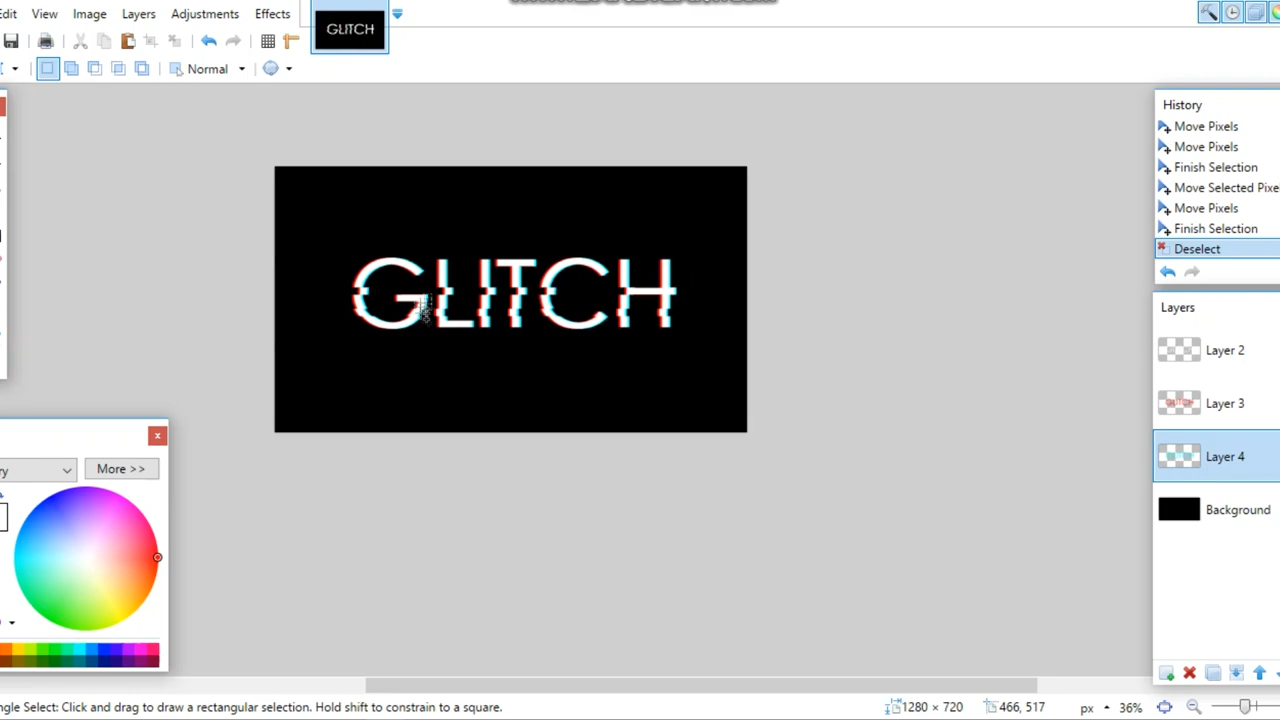 Edit View Image Layers Adjustments Effects
GLITCH
Normal
History
Move Pixels
Move Pixels
Finish Selection
Move Selected Pixe
Move Pixels
Finish Selection
Deselect
GLITCH
Layers
Layer 2
GLITCH
Layer 3
Layer 4
Background
x
ry
More >>
ngle Select: Click and drag to draw a rectangular selection. Hold shift to constrain to a square.
1280 × 720
466, 517
px
36%